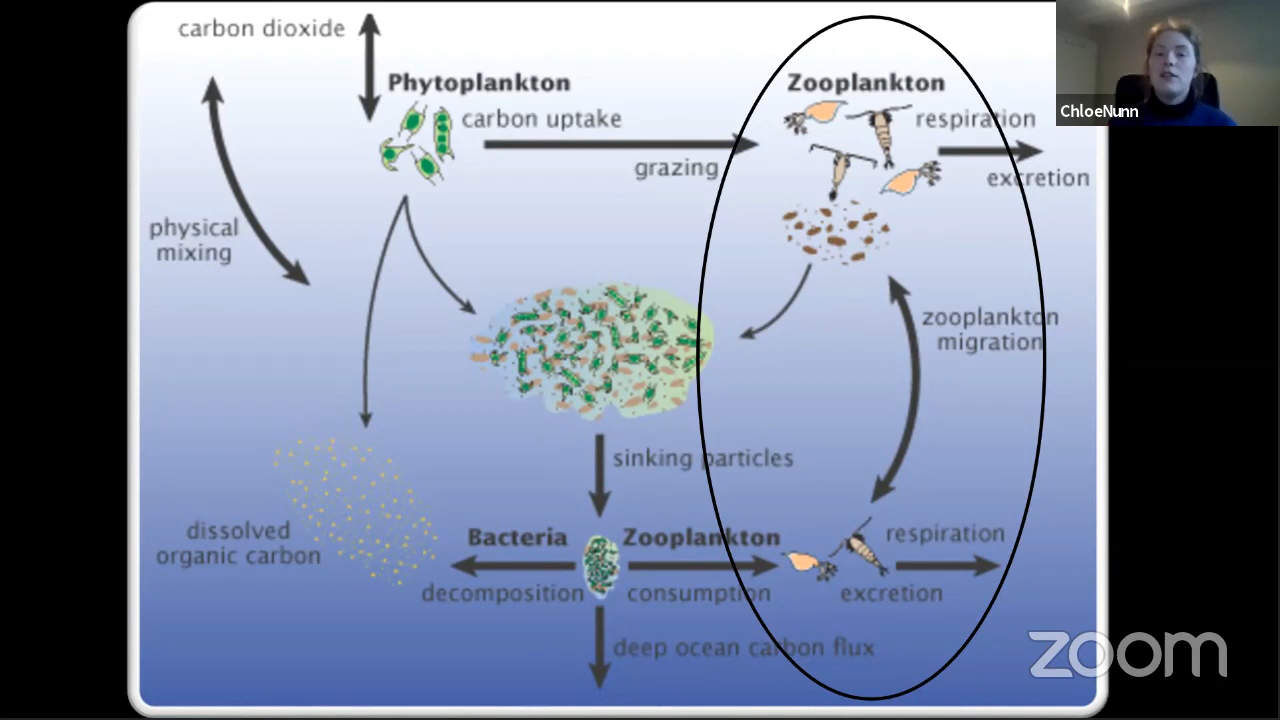 carbon dioxide
Phytoplankton
carbon uptake
grazing
Zooplankton
respiration
excretion
ChloeNunn
physical
mixing
zooplankton
migration
sinking particles
dissolved
organic carbon
Bacteria
decomposition
Zooplankton
consumption
respiration
excretion
deep ocean carbon flux
zoom